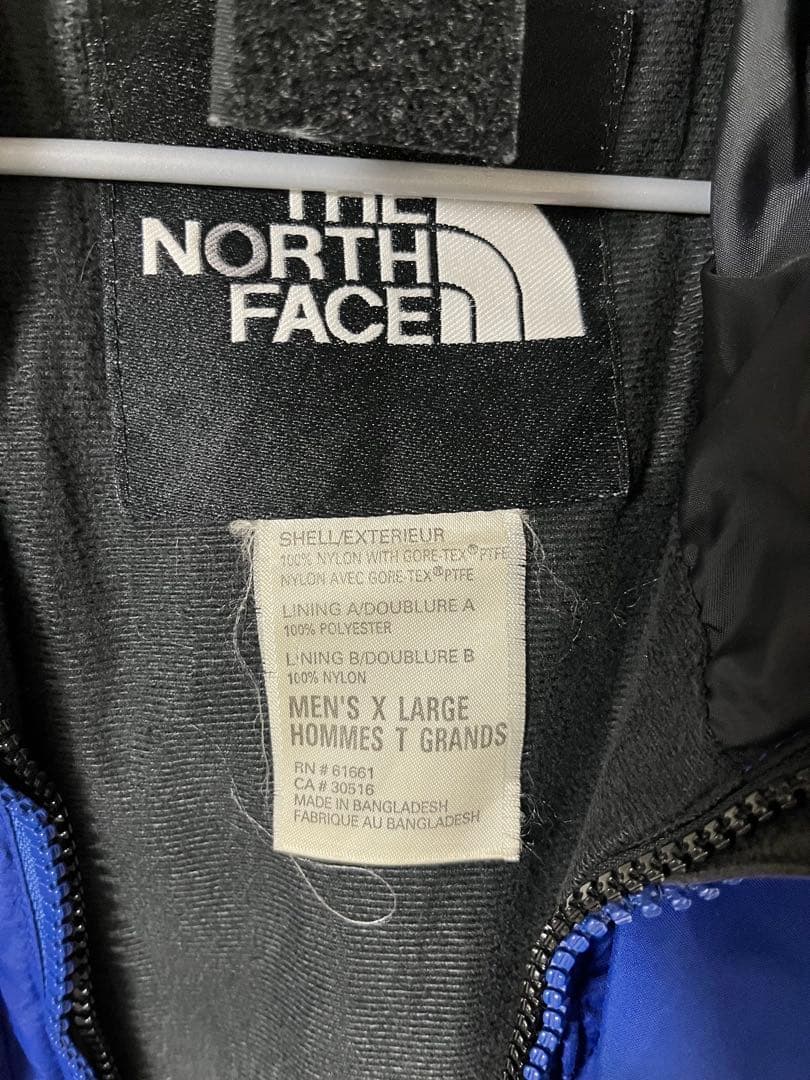 THE
NORTH
FACE
SHELL/EXTERIEUR
100% NYLON WITH GORE-TEX®PTFE
NYLON AVEC GORE-TEX®PTFE
LINING A/DOUBLURE A
100% POLYESTER
LINING B/DOUBLURE B
100% NYLON
MEN'S X LARGE
HOMMES T GRANDS
RN # 61661
CA # 30516
MADE IN BANGLADESH
FABRIQUE AU BANGLADESH